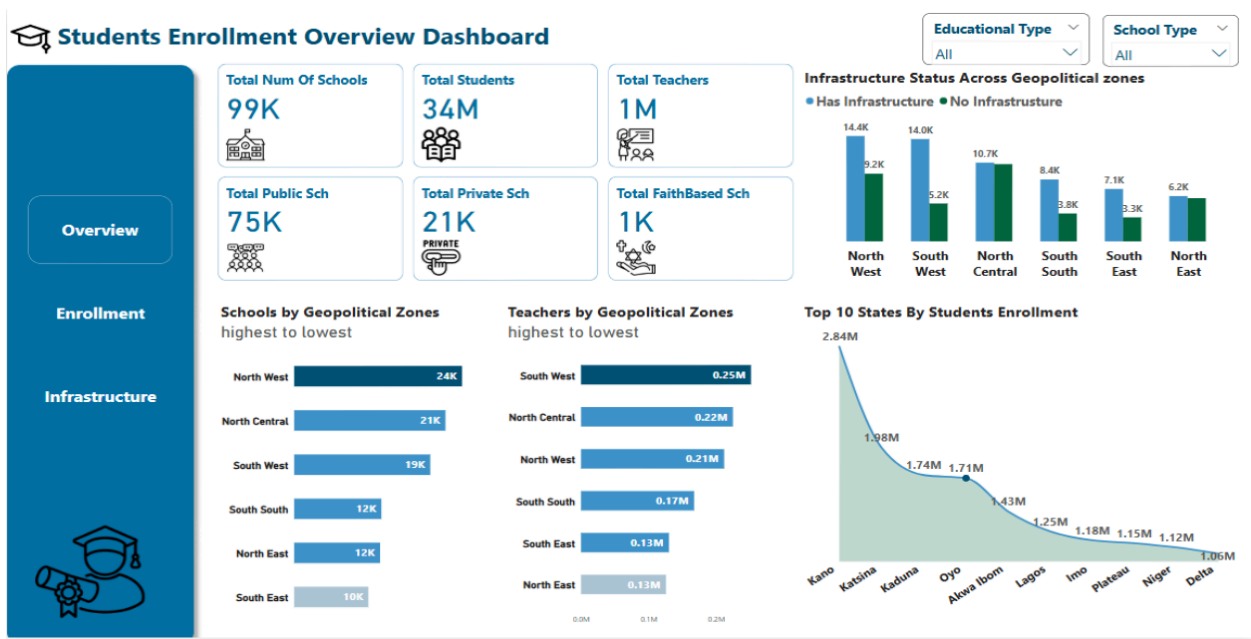 Students Enrollment Overview Dashboard
Educational Type
All
School Type
All
Overview
Enrollment
Infrastructure
Total Num Of Schools
99K
Total Students
34M
Total Teachers
1M
Total Public Sch
75K
Total Private Sch
21K
PRIVATE
Total FaithBased Sch
1K
Infrastructure Status Across Geopolitical zones
Has Infrastructure No Infrastrusture
14.4K
9.2K
14.0K
5.2K
10.7K
8.4K
3.8K
7.1K
3.3K
6.2K
North West
South West
North Central
South South
South East
North East
Schools by Geopolitical Zones
highest to lowest
North West 24K
North Central 21K
South West 19K
South South 12K
North East 12K
South East 10K
Teachers by Geopolitical Zones
highest to lowest
South West 0.25M
North Central 0.22M
North West 0.21M
South South 0.17M
South East 0.13M
North East 0.13M
0.0M 0.1M 0.2M
Top 10 States By Students Enrollment
2.84M
1.98M
1.74M
1.71M
1.43M
1.25M
1.18M
1.15M
1.12M
1.06M
Kano
Katsina
Kaduna
Oyo
Akwa Ibom
Lagos
Imo
Plateau
Niger
Delta